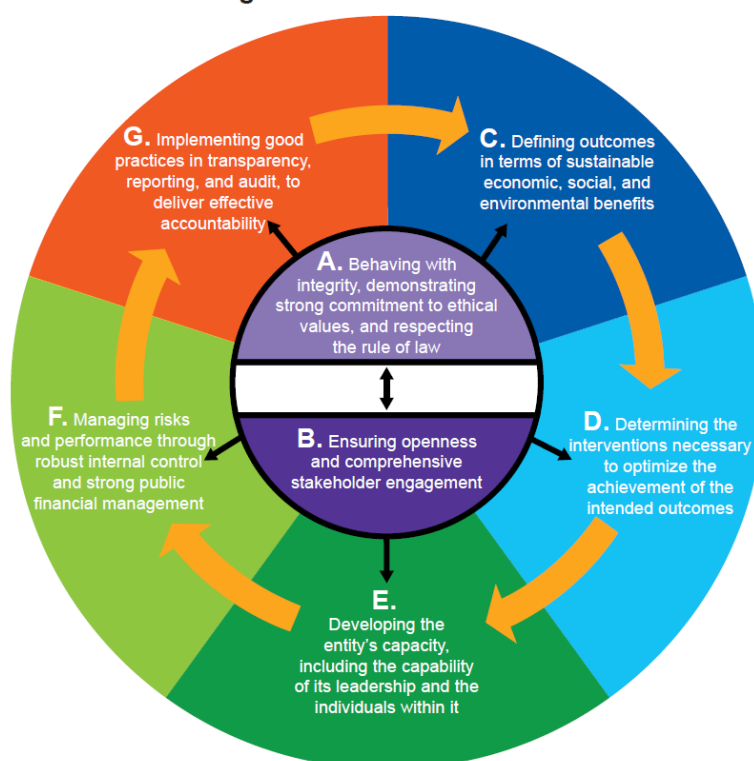 G. Implementing good
practices in transparency,
reporting, and audit, to
deliver effective
accountability
C. Defining outcomes
in terms of sustainable
economic, social, and
environmental benefits
A. Behaving with
integrity, demonstrating
strong commitment to ethical
values, and respecting
the rule of law
F. Managing risks
and performance through
robust internal control
and strong public
financial management
B. Ensuring openness
and comprehensive
stakeholder engagement
D. Determining the
interventions necessary
to optimize the
achievement of the
intended outcomes
E.
Developing the
entity's capacity,
including the capability
of its leadership and the
individuals within it